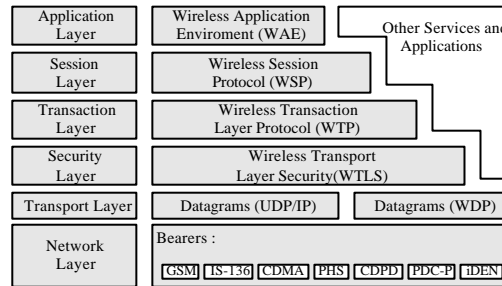 Application
Layer
Wireless Application
Enviroment (WAE)
Other Services and
Applications
Session
Layer
Wireless Session
Protocol (WSP)
Transaction
Layer
Wireless Transaction
Layer Protocol (WTP)
Security
Layer
Wireless Transport
Layer Security(WTLS)
Transport Layer
Datagrams (UDP/IP)
Datagrams (WDP)
Network
Layer
Bearers :
GSM IS-136 CDMA PHS CDPD PDC-P iDEN